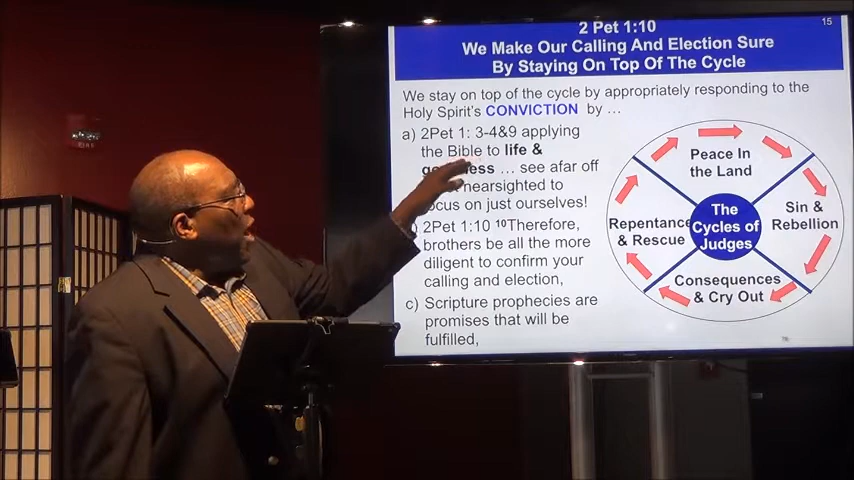 15
2 Pet 1:10
We Make Our Calling And Election Sure
By Staying On Top Of The Cycle
We stay on top of the cycle by appropriately responding to the
Holy Spirit's CONVICTION by ...
a) 2Pet 1: 3-4&9 applying
the Bible to life &
... see afar off
nearsighted to
on just ourselves!
2Pet 1:10 ¹⁰Therefore,
brothers be all the more
diligent to confirm your
calling and election,
c) Scripture prophecies are
promises that will be
fulfilled,
Peace In
the Land
Sin &
Rebellion
Consequences
& Cry Out
Repentance
& Rescue
The
Cycles of
Judges